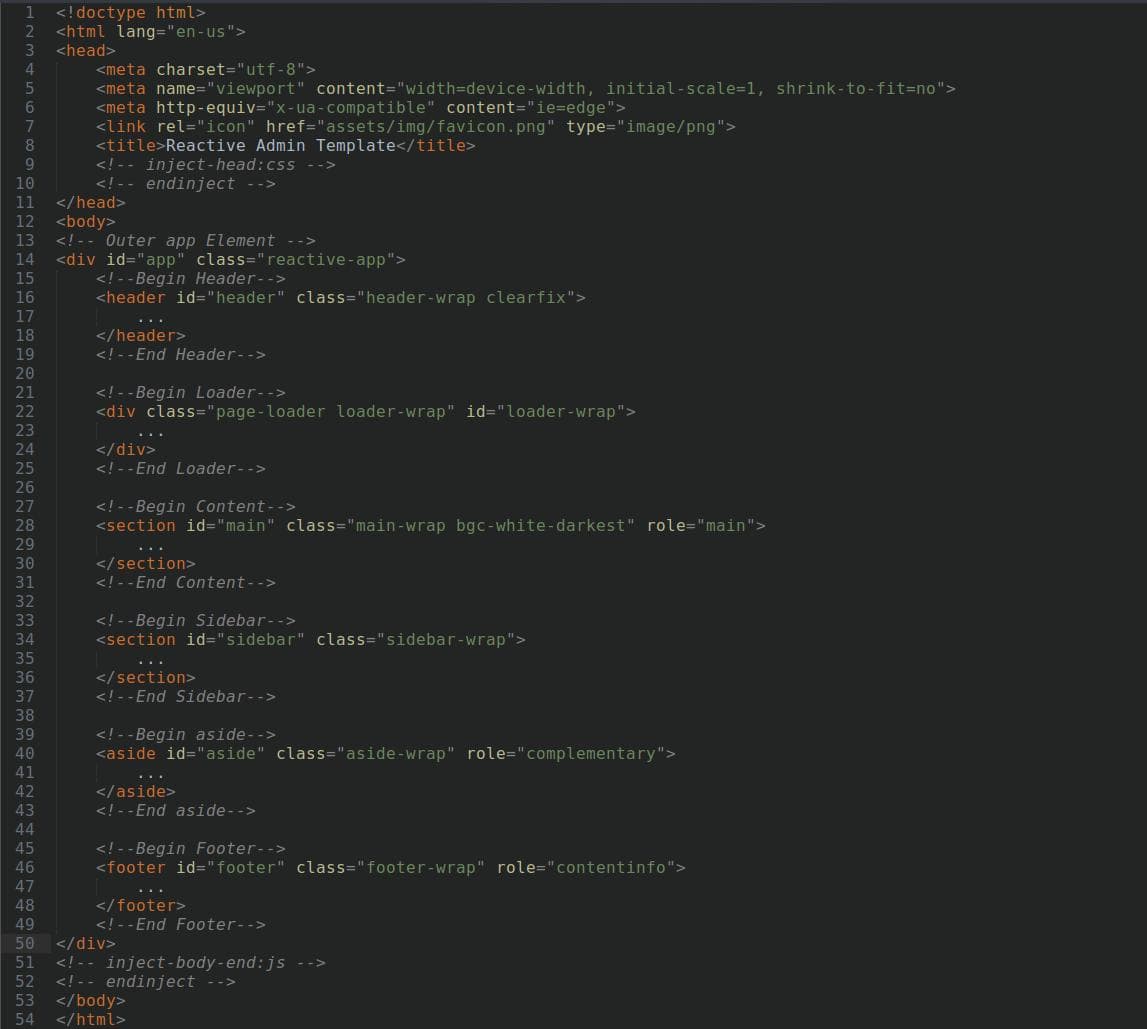 1 <!doctype html>
2 <html lang="en-us">
3 <head>
4     <meta charset="utf-8">
5     <meta name="viewport" content="width=device-width, initial-scale=1, shrink-to-fit=no">
6     <meta http-equiv="x-ua-compatible" content="ie=edge">
7     <link rel="icon" href="assets/img/favicon.png" type="image/png">
8     <title>Reactive Admin Template</title>
9     <!-- inject-head:css -->
10     <!-- endinject -->
11 </head>
12 <body>
13 <!-- Outer app Element -->
14 <div id="app" class="reactive-app">
15     <!--Begin Header-->
16     <header id="header" class="header-wrap clearfix">
17         ...
18     </header>
19     <!--End Header-->
20
21     <!--Begin Loader-->
22     <div class="page-loader loader-wrap" id="loader-wrap">
23         ...
24     </div>
25     <!--End Loader-->
26
27     <!--Begin Content-->
28     <section id="main" class="main-wrap bgc-white-darkest" role="main">
29         ...
30     </section>
31     <!--End Content-->
32
33     <!--Begin Sidebar-->
34     <section id="sidebar" class="sidebar-wrap">
35         ...
36     </section>
37     <!--End Sidebar-->
38
39     <!--Begin aside-->
40     <aside id="aside" class="aside-wrap" role="complementary">
41         ...
42     </aside>
43     <!--End aside-->
44
45     <!--Begin Footer-->
46     <footer id="footer" class="footer-wrap" role="contentinfo">
47         ...
48     </footer>
49     <!--End Footer-->
50 </div>
51 <!-- inject-body-end:js -->
52 <!-- endinject -->
53 </body>
54 </html>